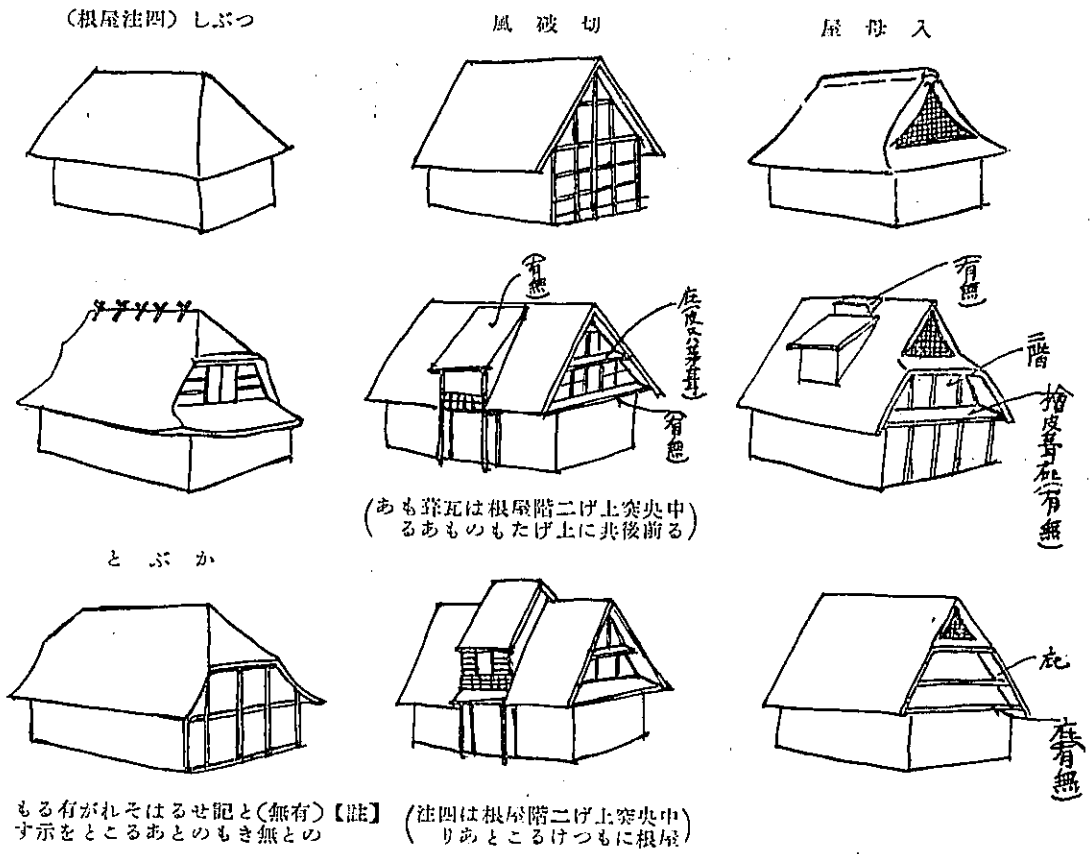 入母屋
切破風
つぶし(四注屋根)
(有無)
二階
檜皮葺庇(有無)
(有無)
庇(皮又ハ茅葺)
(有無)
(中央突上げ二階屋根は瓦葺もあ
る前後共に上げたものもある)
かぶと
庇
庇(有無)
(中央突上げ二階屋根は四注
屋根にもつけることあり)
【註】(有無)と記せるはそれが有るも
のと無きものとあることを示す